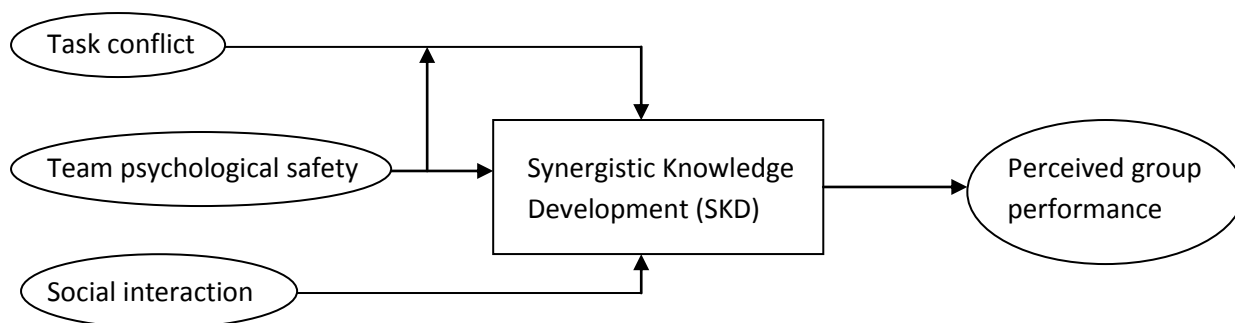 Task conflict
Team psychological safety
Social interaction
Synergistic Knowledge
Development (SKD)
Perceived group
performance